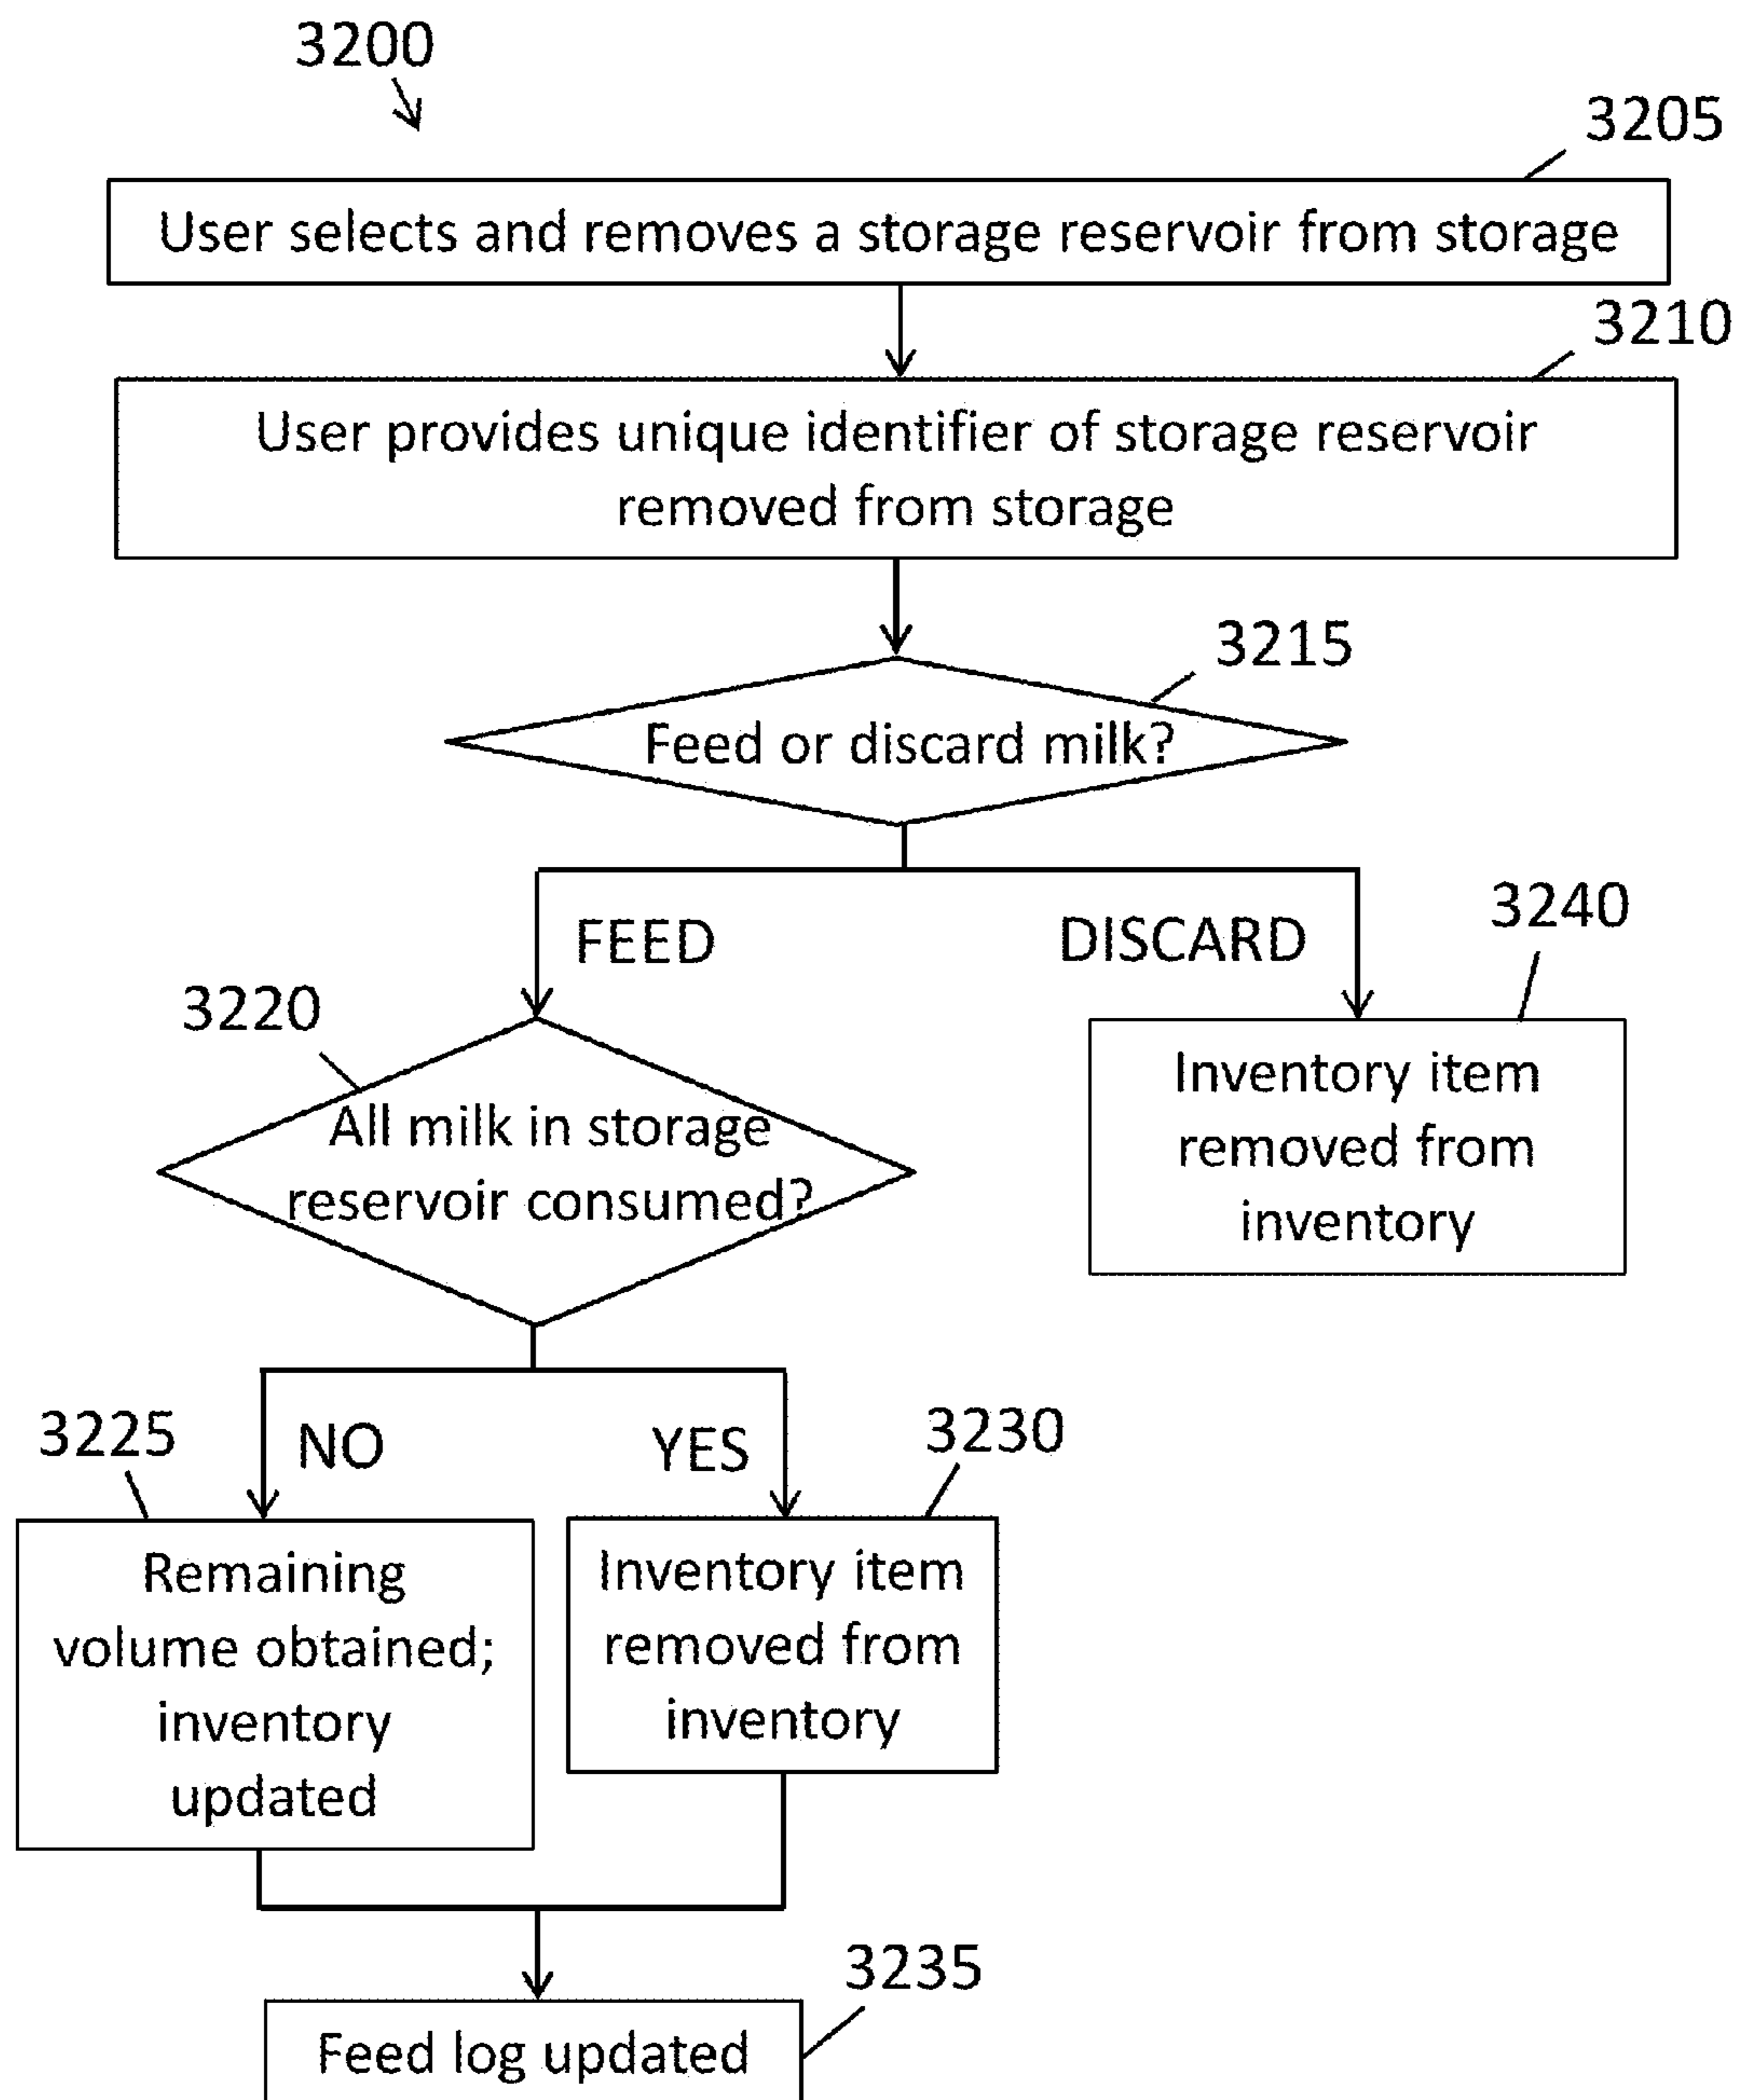 3200
3205
User selects and removes a storage reservoir from storage
3210
User provides unique identifier of storage reservoir
removed from storage
3215
Feed or discard milk?
FEED
DISCARD
3240
3220
All milk in storage
reservoir consumed?
Inventory item
removed from
inventory
3225
NO
YES
3230
Remaining
volume obtained;
inventory
updated
Inventory item
removed from
inventory
3235
Feed log updated